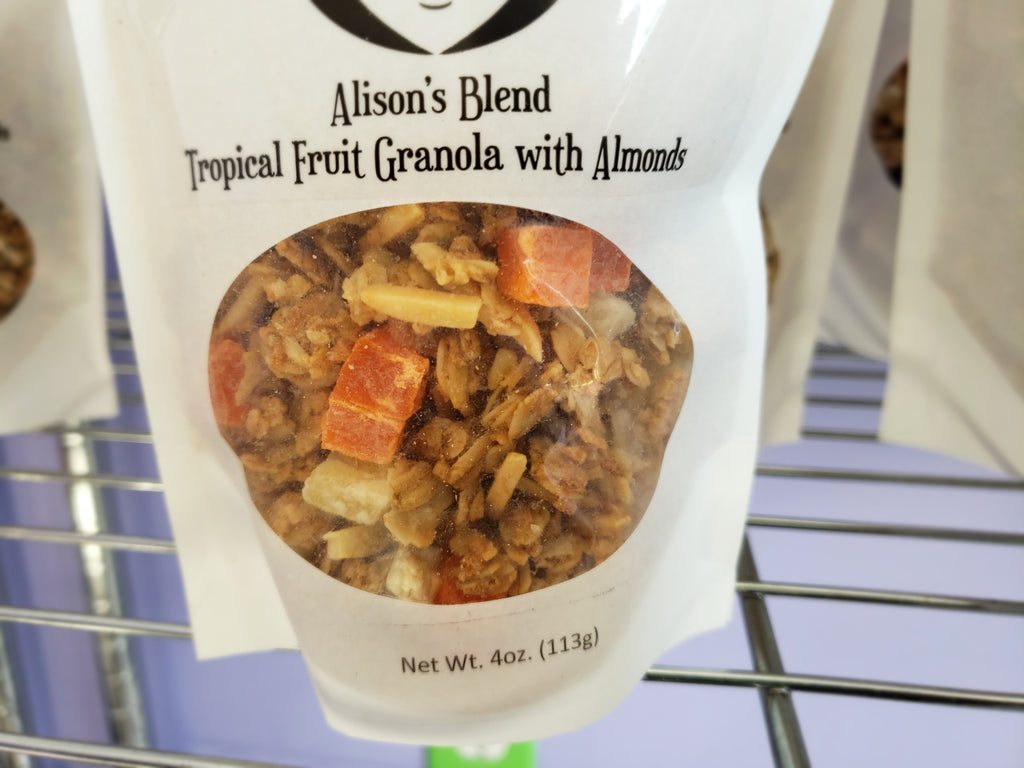 Alison's Blend
Tropical Fruit Granola with Almonds
Net Wt. 4oz. (113g)